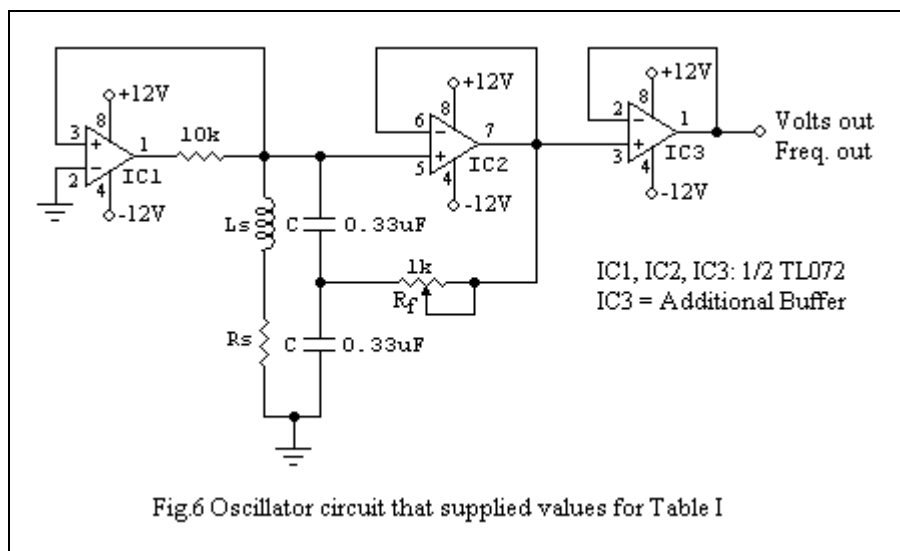 +12V
+12V
+12V
8
8
8
3
+
1
10k
2
−
4
IC1
-12V
6
−
7
5
+
4
IC2
-12V
2
−
1
3
+
4
IC3
-12V
Volts out
Freq. out
Ls
C
0.33uF
1k
Rf
IC1, IC2, IC3: 1/2 TL072
IC3 = Additional Buffer
Rs
C
0.33uF
Fig.6 Oscillator circuit that supplied values for Table I